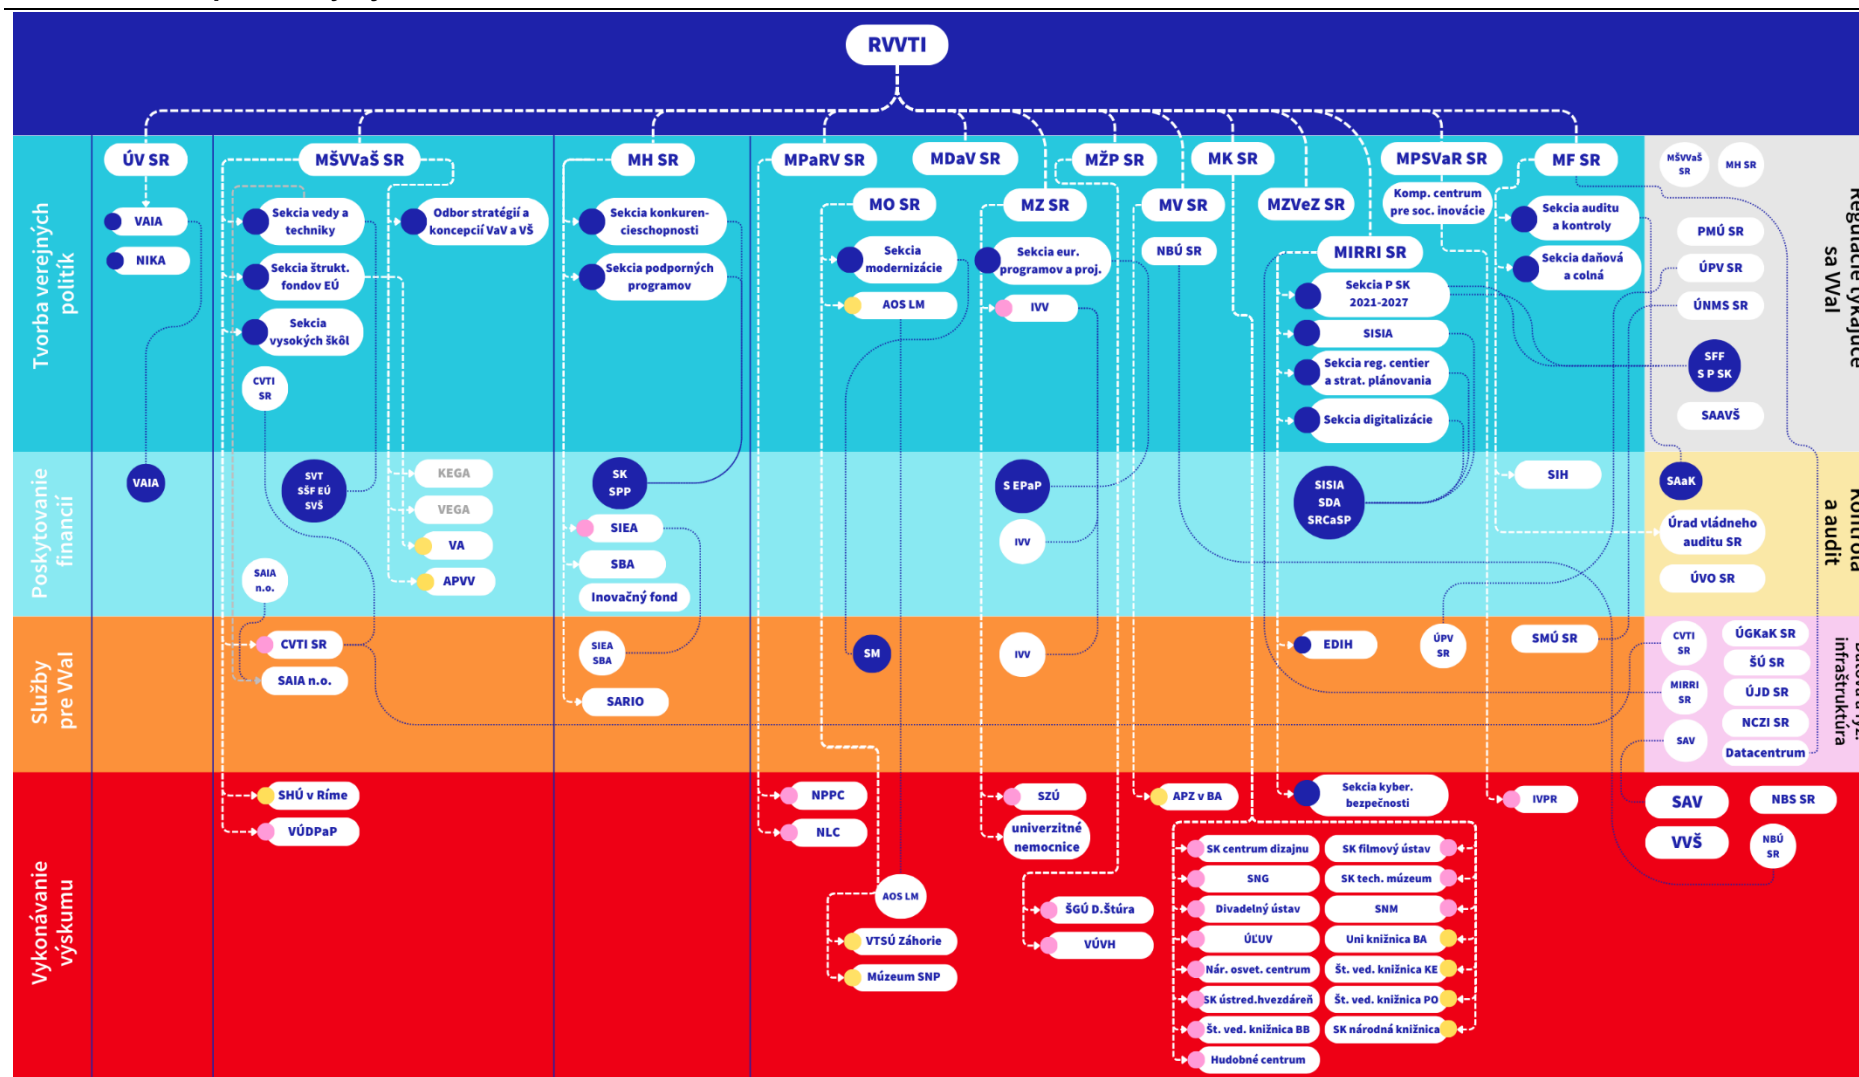 RVVTI
Tvorba verejných
politík
ÚV SR
MŠVVaŠ SR
MH SR
MPaRV SR
MDaV SR
MŽP SR
MK SR
MPSVaR SR
MF SR
MO SR
MZ SR
MV SR
MZVeZ SR
Komp. centrum
pre soc. inovácie
VAIA
NIKA
Sekcia vedy a
techniky
Odbor stratégií a
koncepcií VaV a VŠ
Sekcia štrukt.
fondov EÚ
Sekcia
vysokých škôl
CVTI
SR
Sekcia konkuren-
cieschopnosti
Sekcia podporných
programov
Sekcia
modernizácie
AOS LM
Sekcia eur.
programov a proj.
IVV
NBÚ SR
MIRRI SR
Sekcia P SK
2021-2027
SISIA
Sekcia reg. centier
a strat. plánovania
Sekcia digitalizácie
Sekcia auditu
a kontroly
Sekcia daňová
a colná
MŠVVaŠ
SR
MH SR
PMÚ SR
ÚPV SR
ÚNMS SR
SFF
S P SK
SAAVŠ
Regulácie týkajúce
sa VVaI
Poskytovanie
financií
VAIA
SVT
SŠF EÚ
SVŠ
KEGA
VEGA
VA
APVV
SAIA
n.o.
SK
SPP
SIEA
SBA
Inovačný fond
S EPaP
IVV
SISIA
SDA
SRCaSP
SIH
SAaK
Úrad vládneho
auditu SR
ÚVO SR
Kontrola
a audit
Služby
pre VVaI
CVTI SR
SAIA n.o.
SIEA
SBA
SARIO
SM
IVV
EDIH
ÚPV
SR
SMÚ SR
CVTI
SR
MIRRI
SR
SAV
ÚGKaK SR
ŠÚ SR
ÚJD SR
NCZI SR
Datacentrum
infraštruktúra
Vykonávanie
výskumu
SHÚ v Ríme
VÚDPaP
NPPC
NLC
AOS LM
VTSÚ Záhorie
Múzeum SNP
SZÚ
univerzitné
nemocnice
ŠGÚ D.Štúra
VÚVH
APZ v BA
Sekcia kyber.
bezpečnosti
IVPR
SK centrum dizajnu
SNG
Divadelný ústav
ÚĽUV
Nár. osvet. centrum
SK ústred.hvezdáreň
Št. ved. knižnica BB
Hudobné centrum
SK filmový ústav
SK tech. múzeum
SNM
Uni knižnica BA
Št. ved. knižnica KE
Št. ved. knižnica PO
SK národná knižnica
SAV
VVŠ
NBS SR
NBÚ
SR